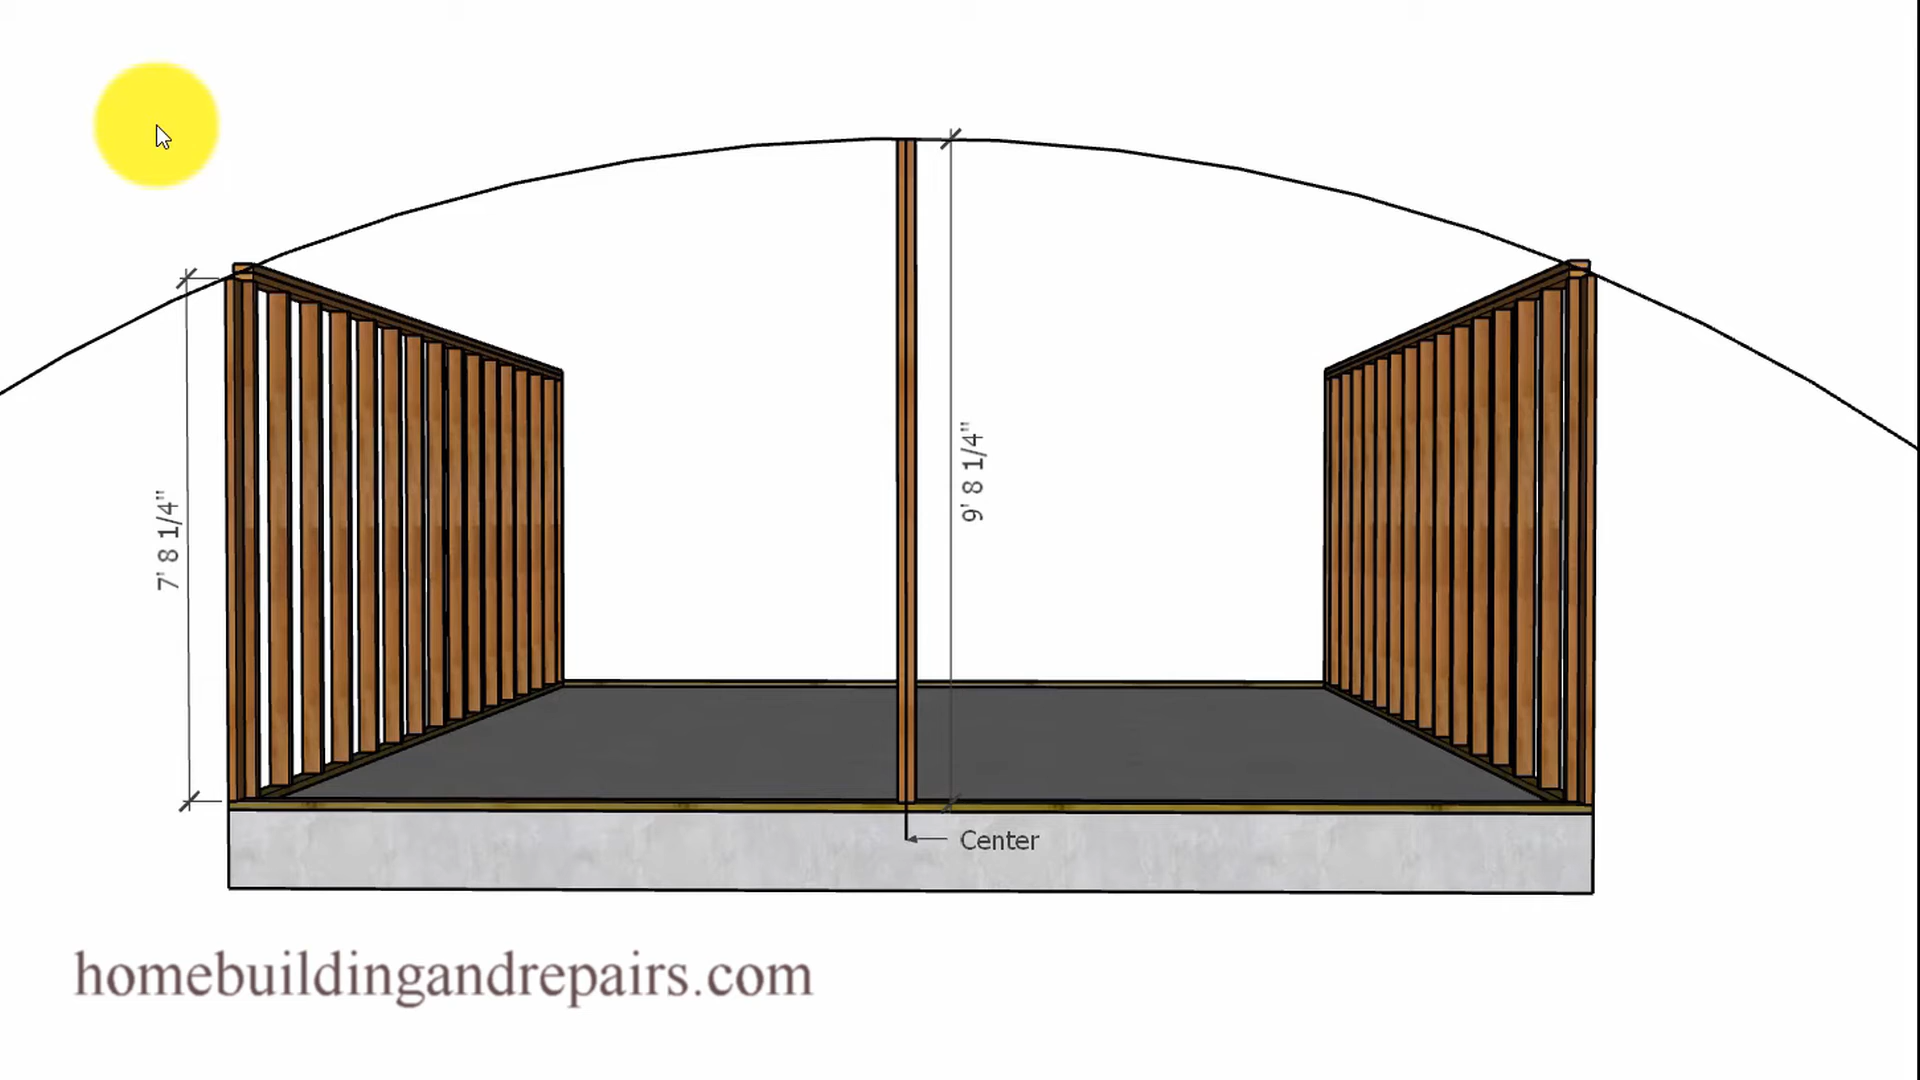 7' 8 1/4"
9' 8 1/4"
Center
homebuildingandrepairs.com